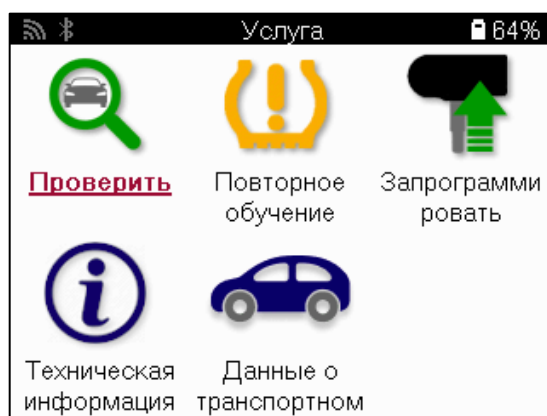 Услуга 64%
Проверить
Повторное
обучение
Запрограмми
ровать
Техническая
информация
Данные о
транспортном